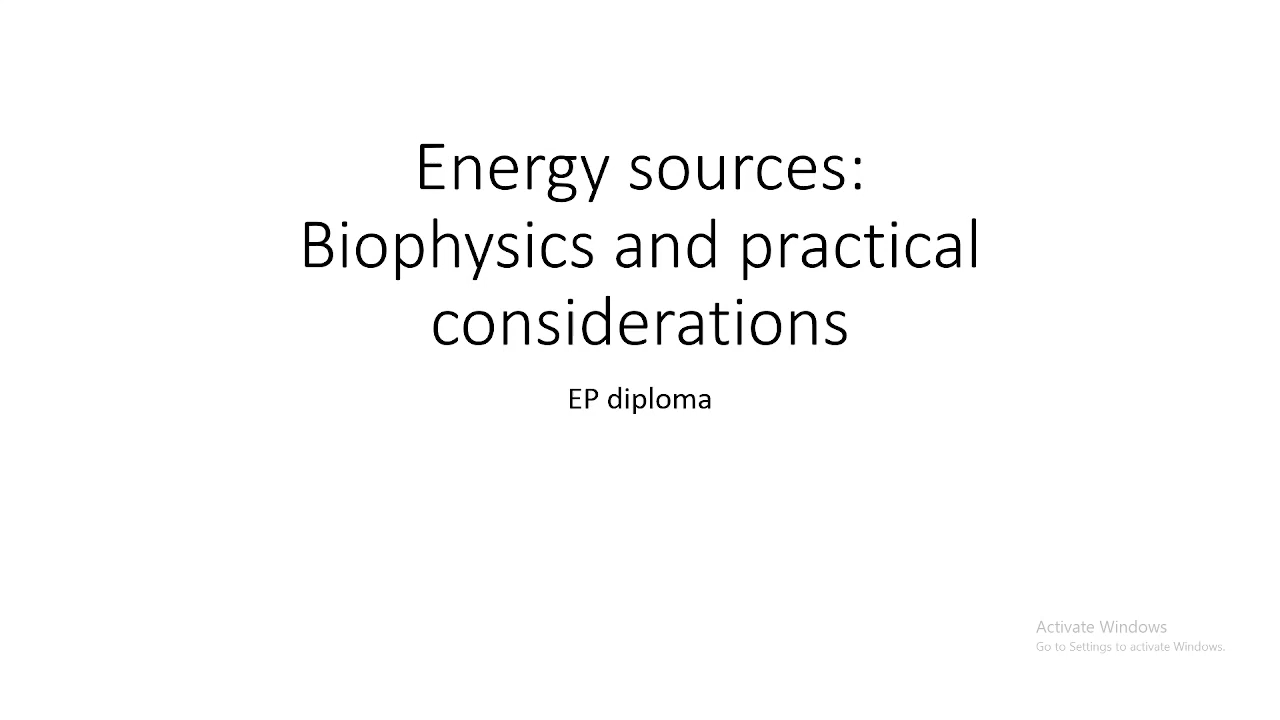 Energy sources:
Biophysics and practical
considerations
EP diploma
Activate Windows
Go to Settings to activate Windows.